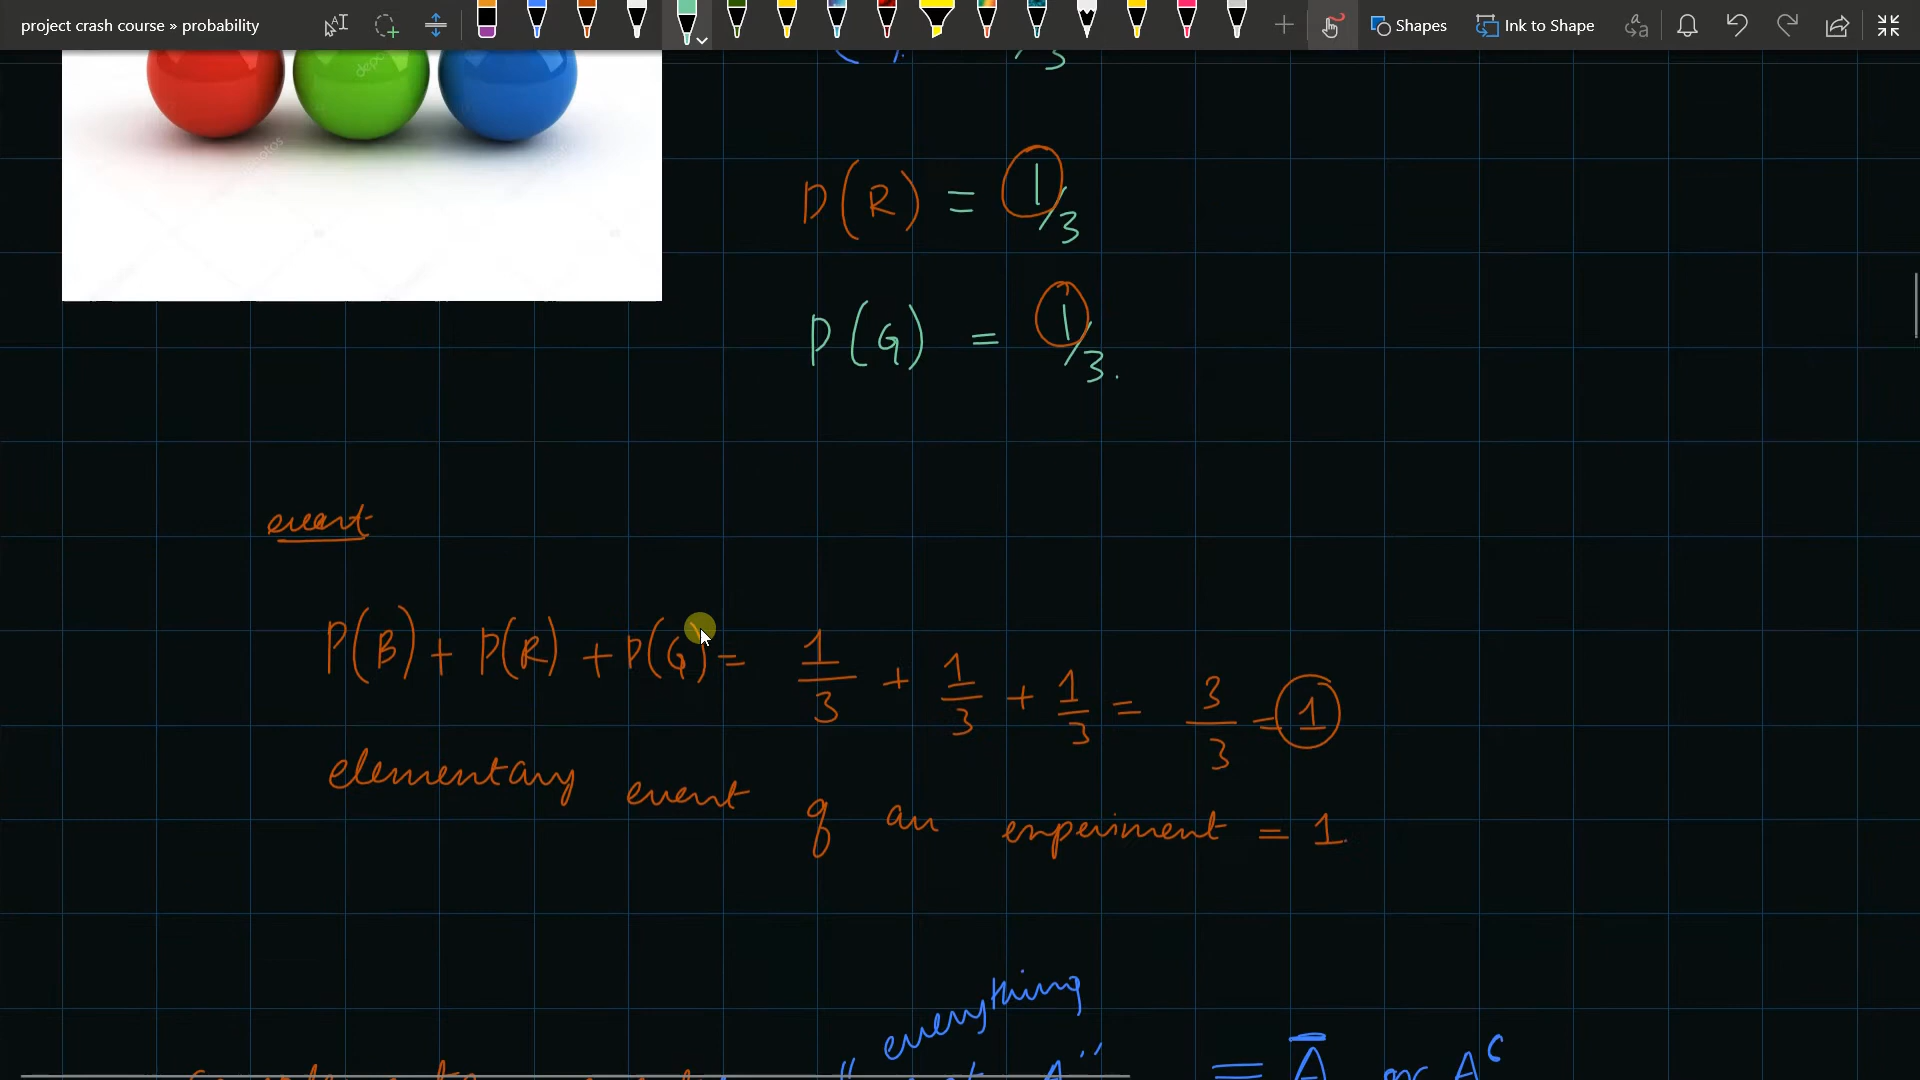 project crash course » probability
Shapes
Ink to Shape
P(R) = 1/3
P(G) = 1/3.
event
P(B) + P(R) + P(G) = 1/3 + 1/3 + 1/3 = 3/3 = 1
elementary event of an experiment = 1.
everything
= A̅ or Aᶜ